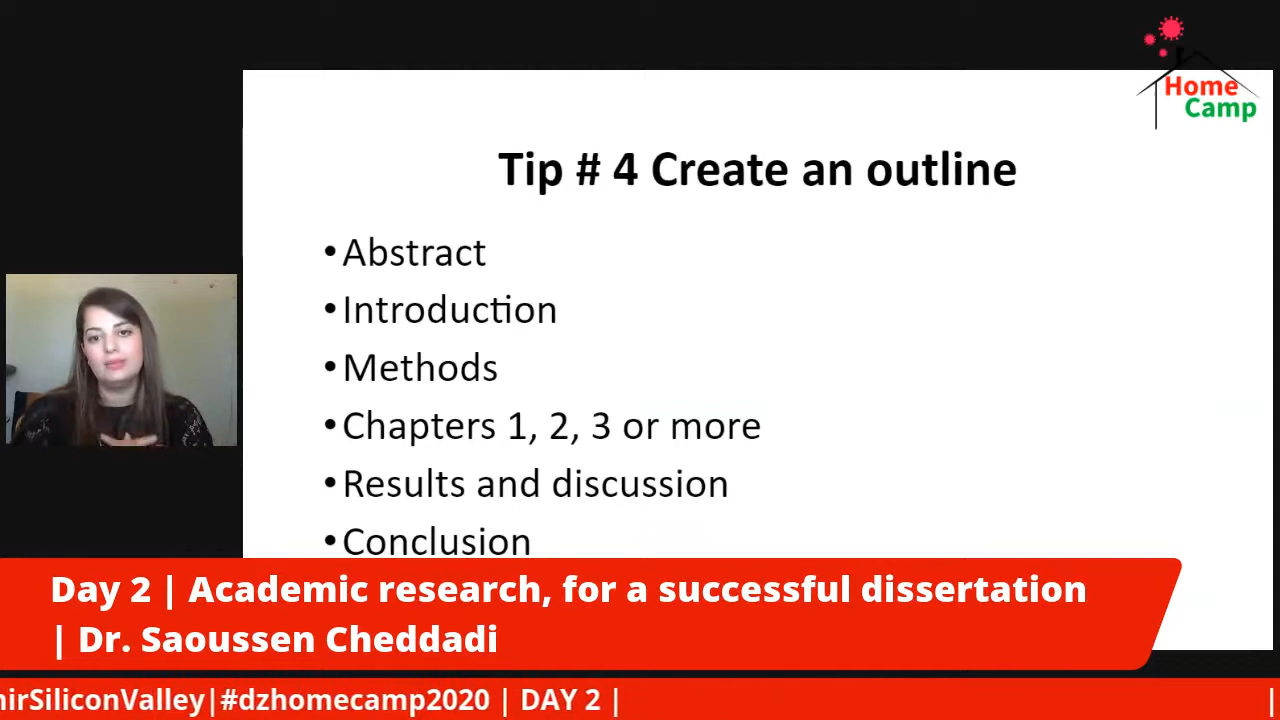 Home
Camp
Tip # 4 Create an outline
•Abstract
•Introduction
•Methods
•Chapters 1, 2, 3 or more
•Results and discussion
•Conclusion
Day 2 | Academic research, for a successful dissertation
| Dr. Saoussen Cheddadi
hirSiliconValley|#dzhomecamp2020 | DAY 2 | |